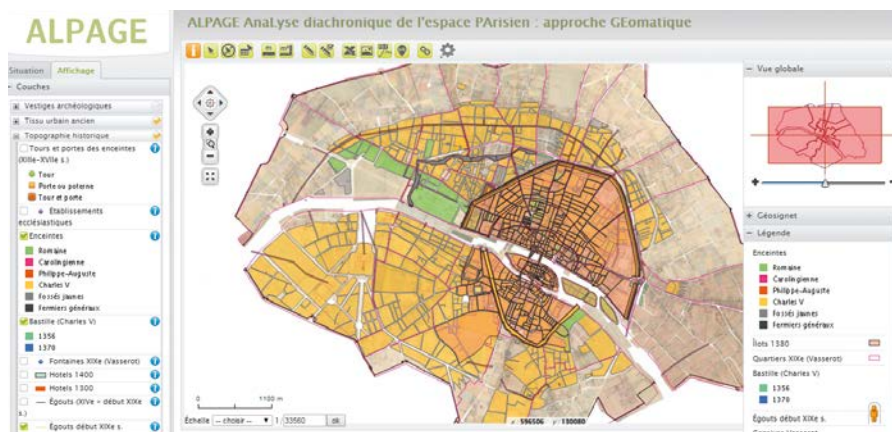 ALPAGE
ALPAGE AnaLyse diachronique de l'espace PArisien : approche GEomatique
Situation
Affichage
Couches
Vestiges archéologiques
Tissu urbain ancien
Topographie historique
Tours et portes des enceintes
(XIIIe-XVIIe s.)
Tour
Porte ou poterne
Tour et porte
Établissements
ecclésiastiques
Enceintes
Romaine
Carolingienne
Philippe-Auguste
Charles V
Fossés jaunes
Fermiers généraux
Bastille (Charles V)
1356
1370
Fontaines XIXe (Vasserot)
Hotels 1400
Hotels 1300
Égouts (XIVe - début XIXe
s.)
Égouts début XIXe s.
0 1100 m
Échelle -- choisir -- 1: 33560 ok
x : 596506 y : 130080
Vue globale
Géosignet
Légende
Enceintes
Romaine
Carolingienne
Philippe-Auguste
Charles V
Fossés jaunes
Fermiers généraux
Îlots 1380
Quartiers XIXe (Vasserot)
Bastille (Charles V)
1356
1370
Égouts début XIXe s.